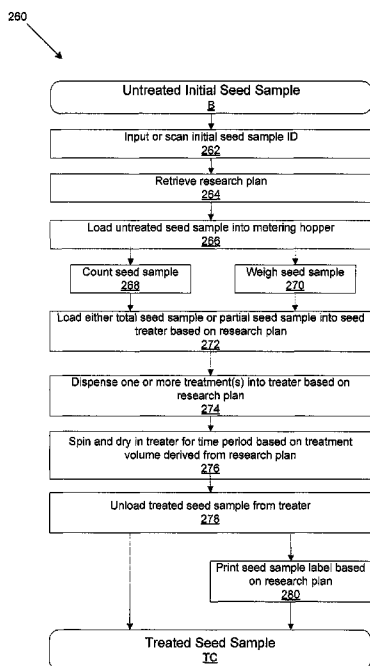 260
Untreated Initial Seed Sample
B
Input or scan initial seed sample ID
262
Retrieve research plan
264
Load untreated seed sample into metering hopper
266
Count seed sample
268
Weigh seed sample
270
Load either total seed sample or partial seed sample into seed
treater based on research plan
272
Dispense one or more treatment(s) into treater based on
research plan
274
Spin and dry in treater for time period based on treatment
volume derived from research plan
276
Unload treated seed sample from treater
278
Print seed sample label based
on research plan
280
Treated Seed Sample
TC